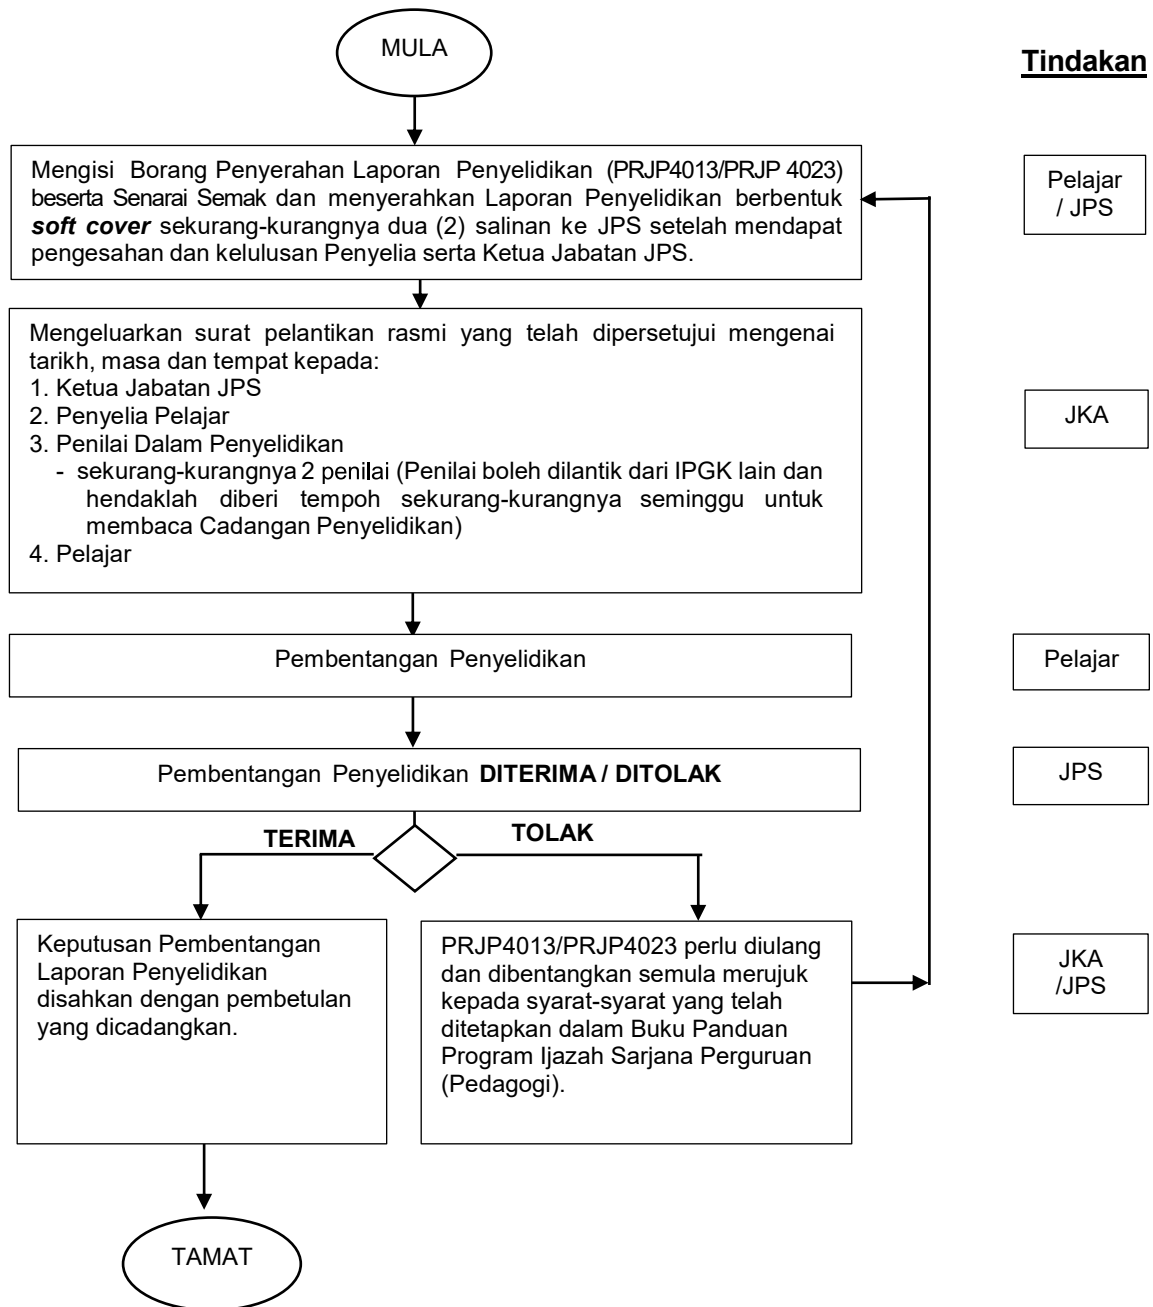 MULA
Tindakan
Mengisi Borang Penyerahan Laporan Penyelidikan (PRJP4013/PRJP 4023)
beserta Senarai Semak dan menyerahkan Laporan Penyelidikan berbentuk
soft cover sekurang-kurangnya dua (2) salinan ke JPS setelah mendapat
pengesahan dan kelulusan Penyelia serta Ketua Jabatan JPS.
Pelajar
/ JPS
Mengeluarkan surat pelantikan rasmi yang telah dipersetujui mengenai
tarikh, masa dan tempat kepada:
1. Ketua Jabatan JPS
2. Penyelia Pelajar
3. Penilai Dalam Penyelidikan
- sekurang-kurangnya 2 penilai (Penilai boleh dilantik dari IPGK lain dan
hendaklah diberi tempoh sekurang-kurangnya seminggu untuk
membaca Cadangan Penyelidikan)
4. Pelajar
JKA
Pembentangan Penyelidikan
Pelajar
Pembentangan Penyelidikan DITERIMA / DITOLAK
JPS
TERIMA
TOLAK
Keputusan Pembentangan
Laporan Penyelidikan
disahkan dengan pembetulan
yang dicadangkan.
PRJP4013/PRJP4023 perlu diulang
dan dibentangkan semula merujuk
kepada syarat-syarat yang telah
ditetapkan dalam Buku Panduan
Program Ijazah Sarjana Perguruan
(Pedagogi).
JKA
/JPS
TAMAT